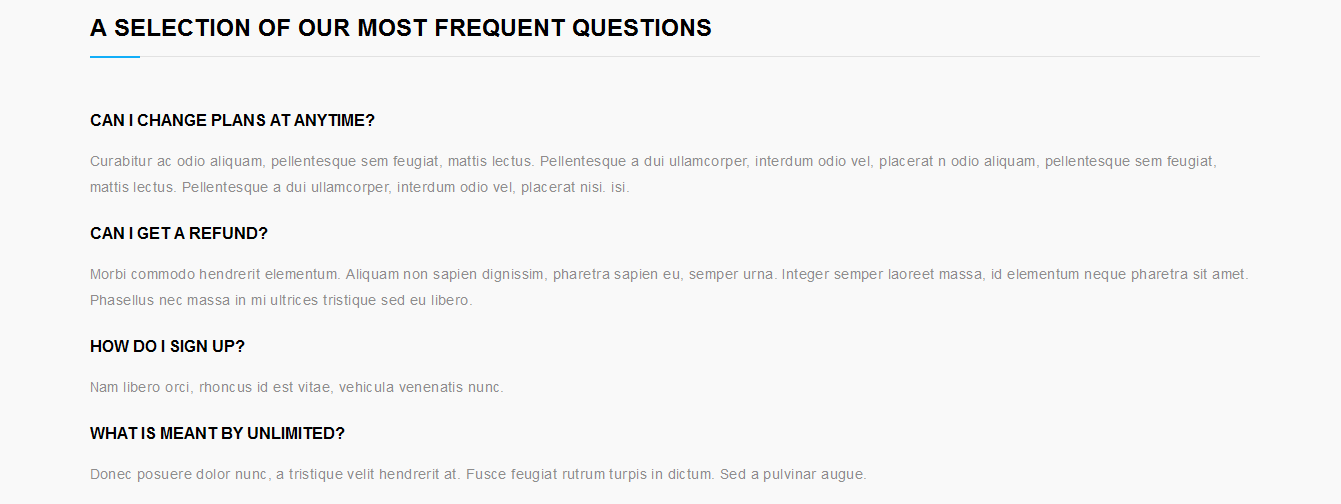 A SELECTION OF OUR MOST FREQUENT QUESTIONS
CAN I CHANGE PLANS AT ANYTIME?
Curabitur ac odio aliquam, pellentesque sem feugiat, mattis lectus. Pellentesque a dui ullamcorper, interdum odio vel, placerat n odio aliquam, pellentesque sem feugiat,
mattis lectus. Pellentesque a dui ullamcorper, interdum odio vel, placerat nisi. isi.
CAN I GET A REFUND?
Morbi commodo hendrerit elementum. Aliquam non sapien dignissim, pharetra sapien eu, semper urna. Integer semper laoreet massa, id elementum neque pharetra sit amet.
Phasellus nec massa in mi ultrices tristique sed eu libero.
HOW DO I SIGN UP?
Nam libero orci, rhoncus id est vitae, vehicula venenatis nunc.
WHAT IS MEANT BY UNLIMITED?
Donec posuere dolor nunc, a tristique velit hendrerit at. Fusce feugiat rutrum turpis in dictum. Sed a pulvinar augue.